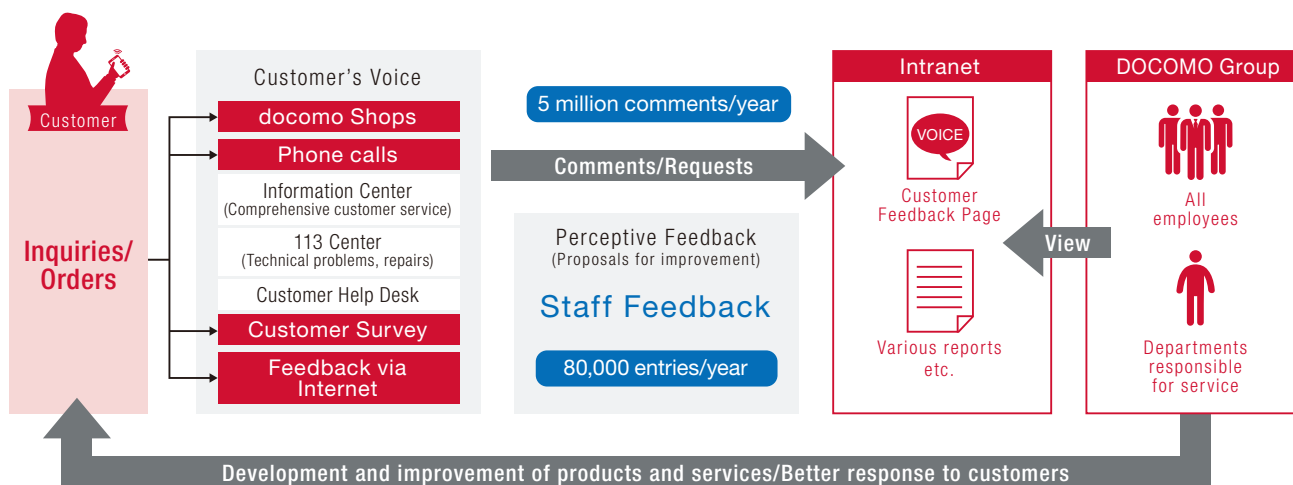 Customer
Inquiries/
Orders
Customer's Voice
docomo Shops
Phone calls
Information Center
(Comprehensive customer service)
113 Center
(Technical problems, repairs)
Customer Help Desk
Customer Survey
Feedback via
Internet
5 million comments/year
Comments/Requests
Perceptive Feedback
(Proposals for improvement)
Staff Feedback
80,000 entries/year
Intranet
VOICE
Customer
Feedback Page
Various reports
etc.
View
DOCOMO Group
All
employees
Departments
responsible
for service
Development and improvement of products and services/Better response to customers